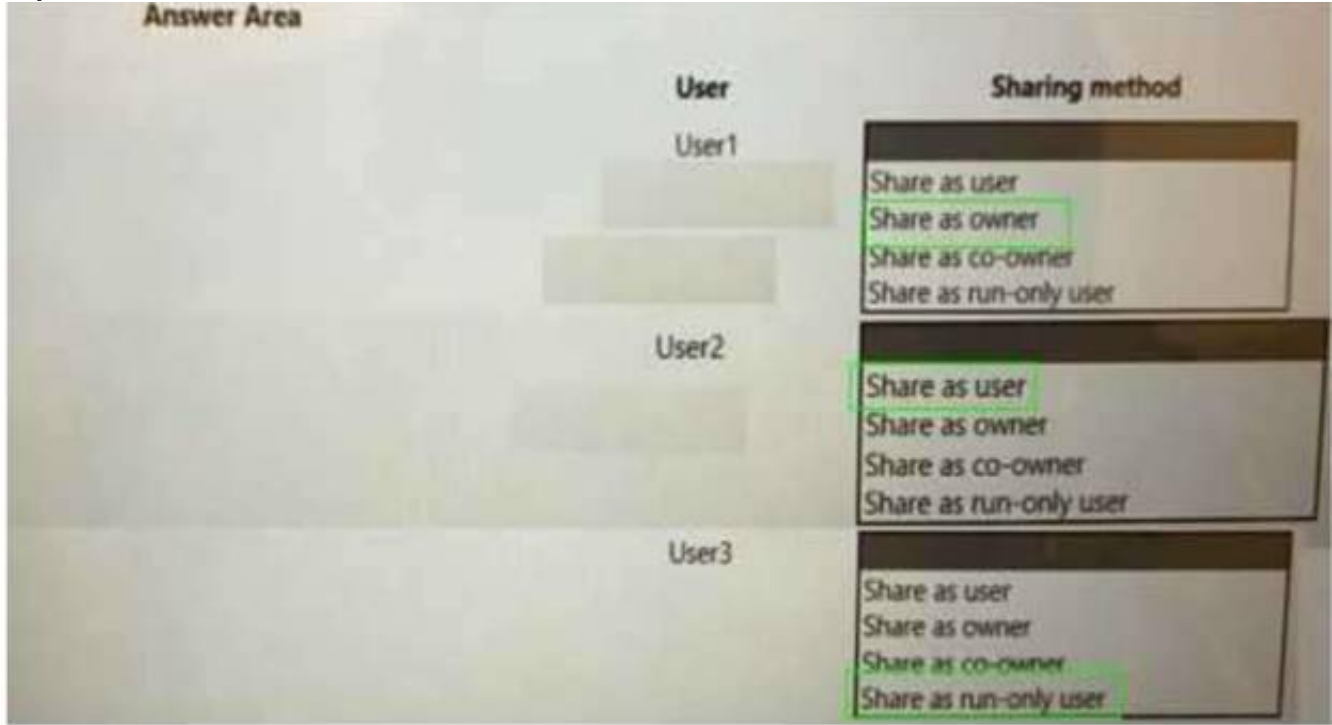 Answer Area
User Sharing method
User1
Share as user
Share as owner
Share as co-owner
Share as run-only user
User2
Share as user
Share as owner
Share as co-owner
Share as run-only user
User3
Share as user
Share as owner
Share as co-owner
Share as run-only user